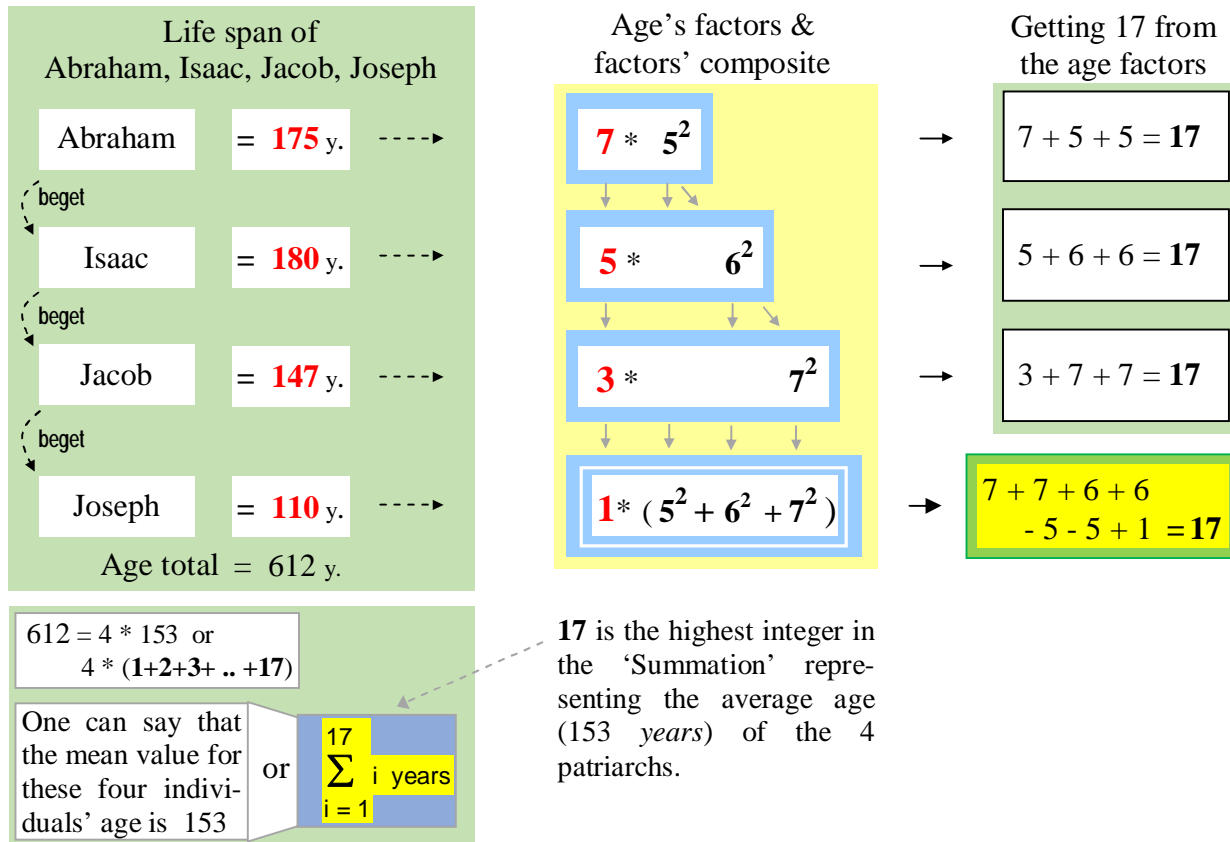 Life span of
Abraham, Isaac, Jacob, Joseph
Age's factors &
factors' composite
Getting 17 from
the age factors
Abraham = 175 y. 7 * 5² 7 + 5 + 5 = 17
beget
Isaac = 180 y. 5 * 6² 5 + 6 + 6 = 17
beget
Jacob = 147 y. 3 * 7² 3 + 7 + 7 = 17
beget
Joseph = 110 y. 1* ( 5² + 6² + 7² )
7 + 7 + 6 + 6
- 5 - 5 + 1 = 17
Age total = 612 y.
612 = 4 * 153 or
4 * (1+2+3+ .. +17)
One can say that
the mean value for
these four indivi-
duals' age is 153
or
17
Σ i years
i = 1
17 is the highest integer in
the ‘Summation’ repre-
senting the average age
(153 years) of the 4
patriarchs.